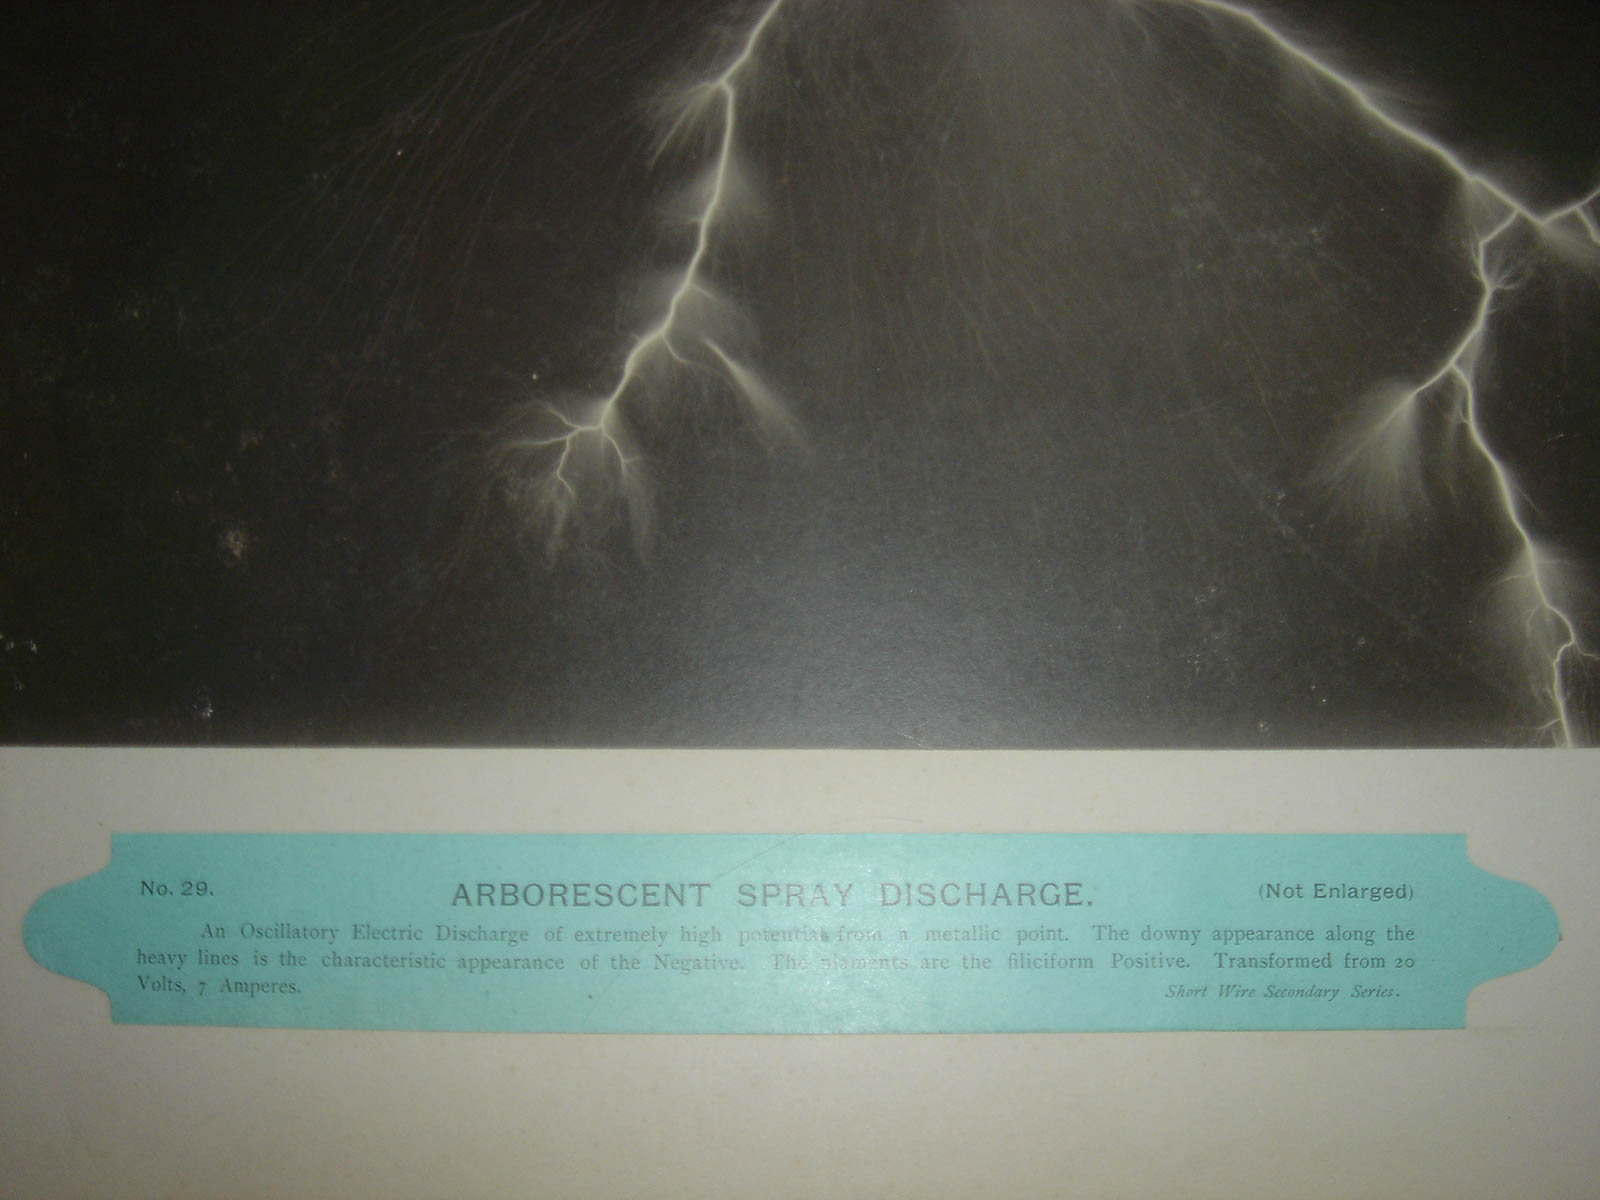 No. 29.
ARBORESCENT SPRAY DISCHARGE.
(Not Enlarged)
An Oscillatory Electric Discharge of extremely high potential from a metallic point. The downy appearance along the
heavy lines is the characteristic appearance of the Negative. The filaments are the filiciform Positive. Transformed from 20
Volts, 7 Amperes.
Short Wire Secondary Series.